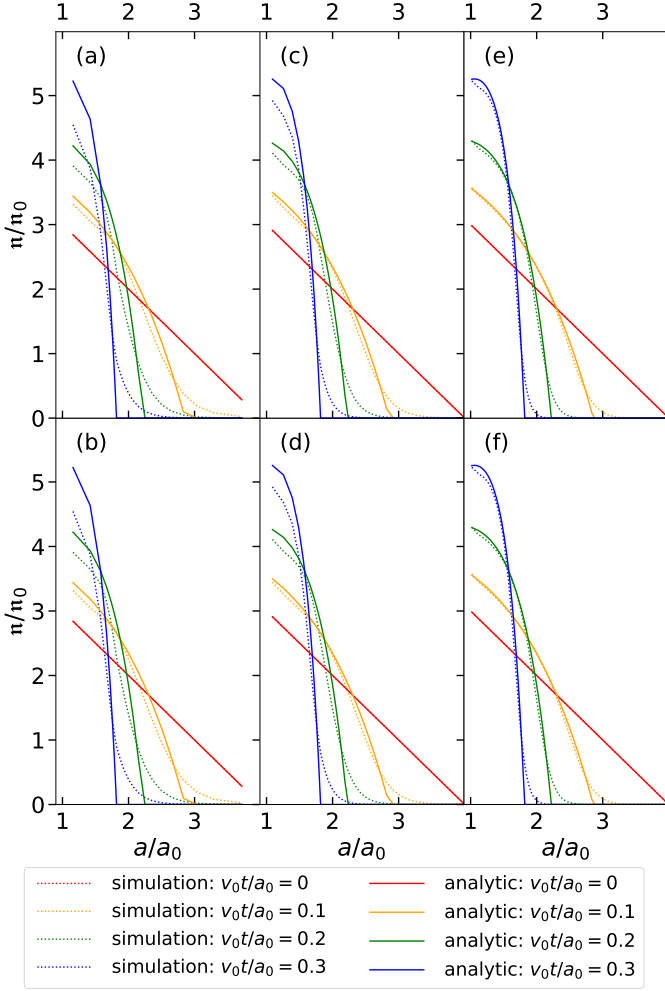 1 2 3 1 2 3 1 2 3
(a) (c) (e)
5
4
3
2
1
0
𝔫/𝔫₀
(b) (d) (f)
5
4
3
2
1
0
𝔫/𝔫₀
1 2 3 1 2 3 1 2 3
a/a₀ a/a₀ a/a₀
simulation: v₀t/a₀ = 0 analytic: v₀t/a₀ = 0
simulation: v₀t/a₀ = 0.1 analytic: v₀t/a₀ = 0.1
simulation: v₀t/a₀ = 0.2 analytic: v₀t/a₀ = 0.2
simulation: v₀t/a₀ = 0.3 analytic: v₀t/a₀ = 0.3